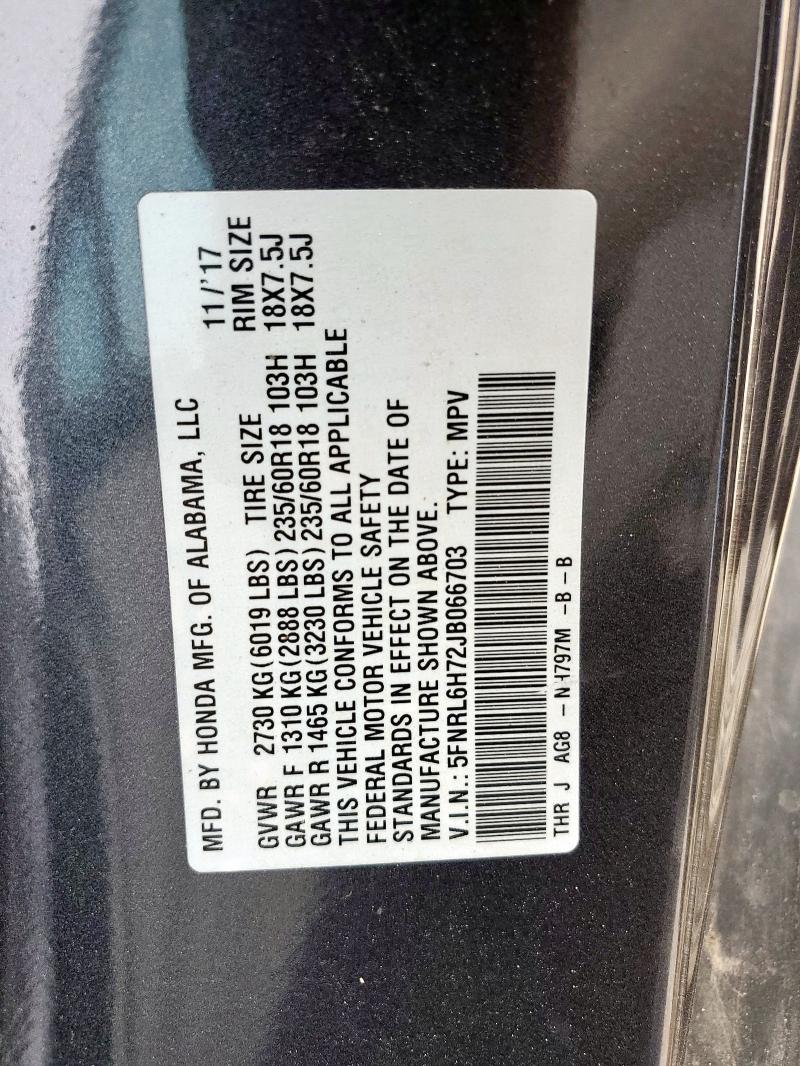 MFD. BY HONDA MFG. OF ALABAMA, LLC 11/'17
GVWR 2730 KG(6019 LBS) TIRE SIZE RIM SIZE
GAWR F 1310 KG(2888 LBS)235/60R18 103H 18X7.5J
GAWR R 1465 KG(3230 LBS)235/60R18 103H 18X7.5J
THIS VEHICLE CONFORMS TO ALL APPLICABLE
FEDERAL MOTOR VEHICLE SAFETY
STANDARDS IN EFFECT ON THE DATE OF
MANUFACTURE SHOWN ABOVE.
V.I.N.:5FNRL6H72JB066703 TYPE: MPV
THR J AG8 -NH797M -B-B